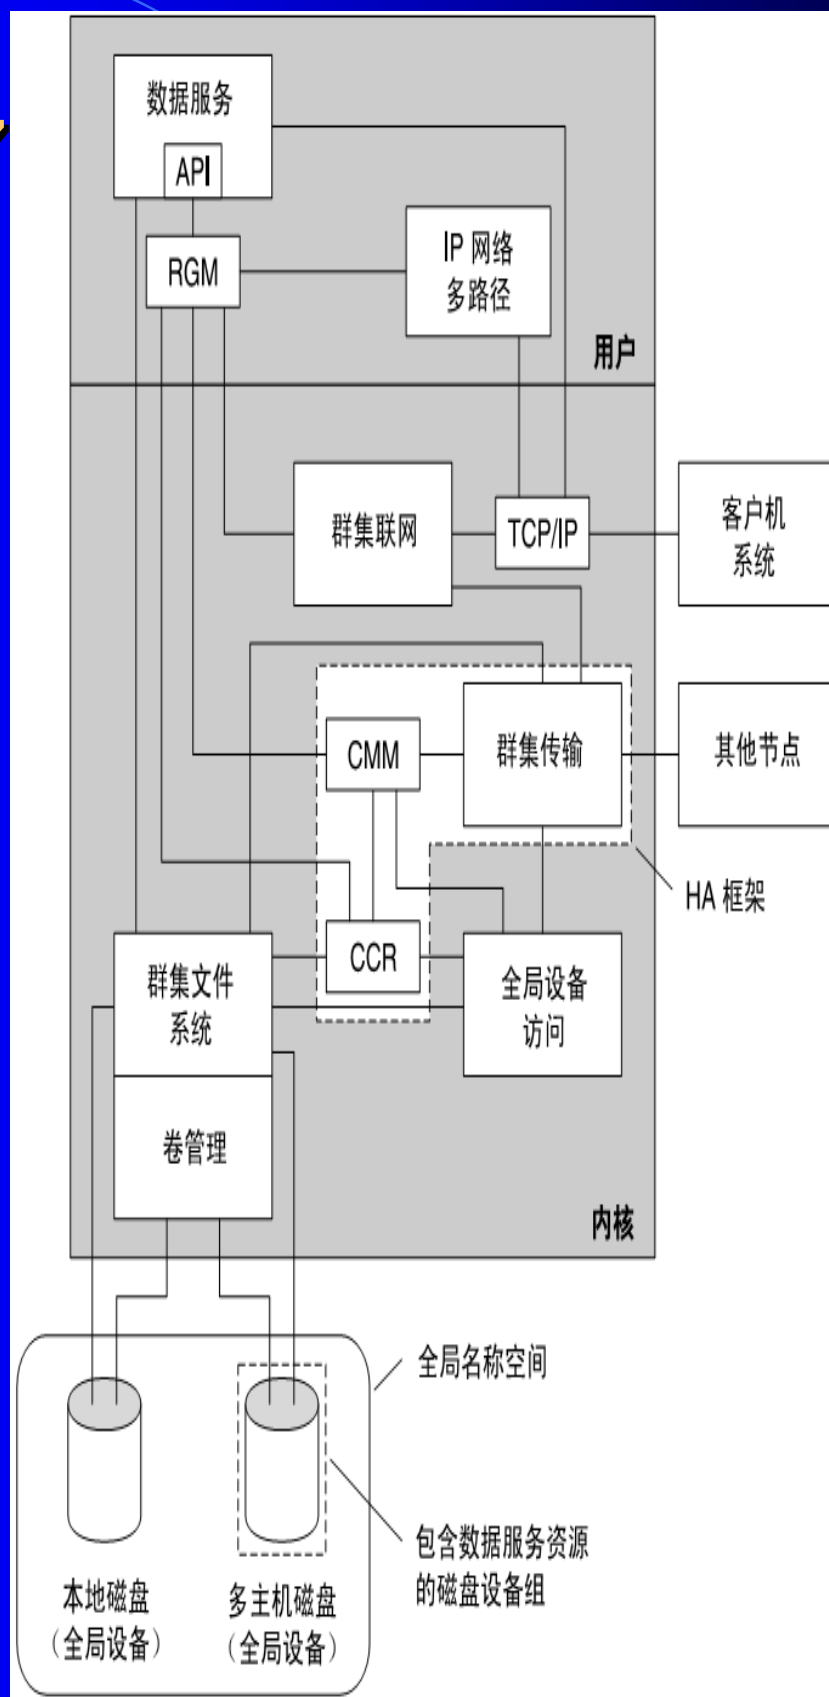 数据服务
API
RGM
IP 网络
多路径
用户
群集联网
TCP/IP
客户机
系统
CMM
群集传输
其他节点
HA 框架
CCR
群集文件
系统
全局设备
访问
卷管理
内核
全局名称空间
包含数据服务资源
的磁盘设备组
本地磁盘
（全局设备）
多主机磁盘
（全局设备）